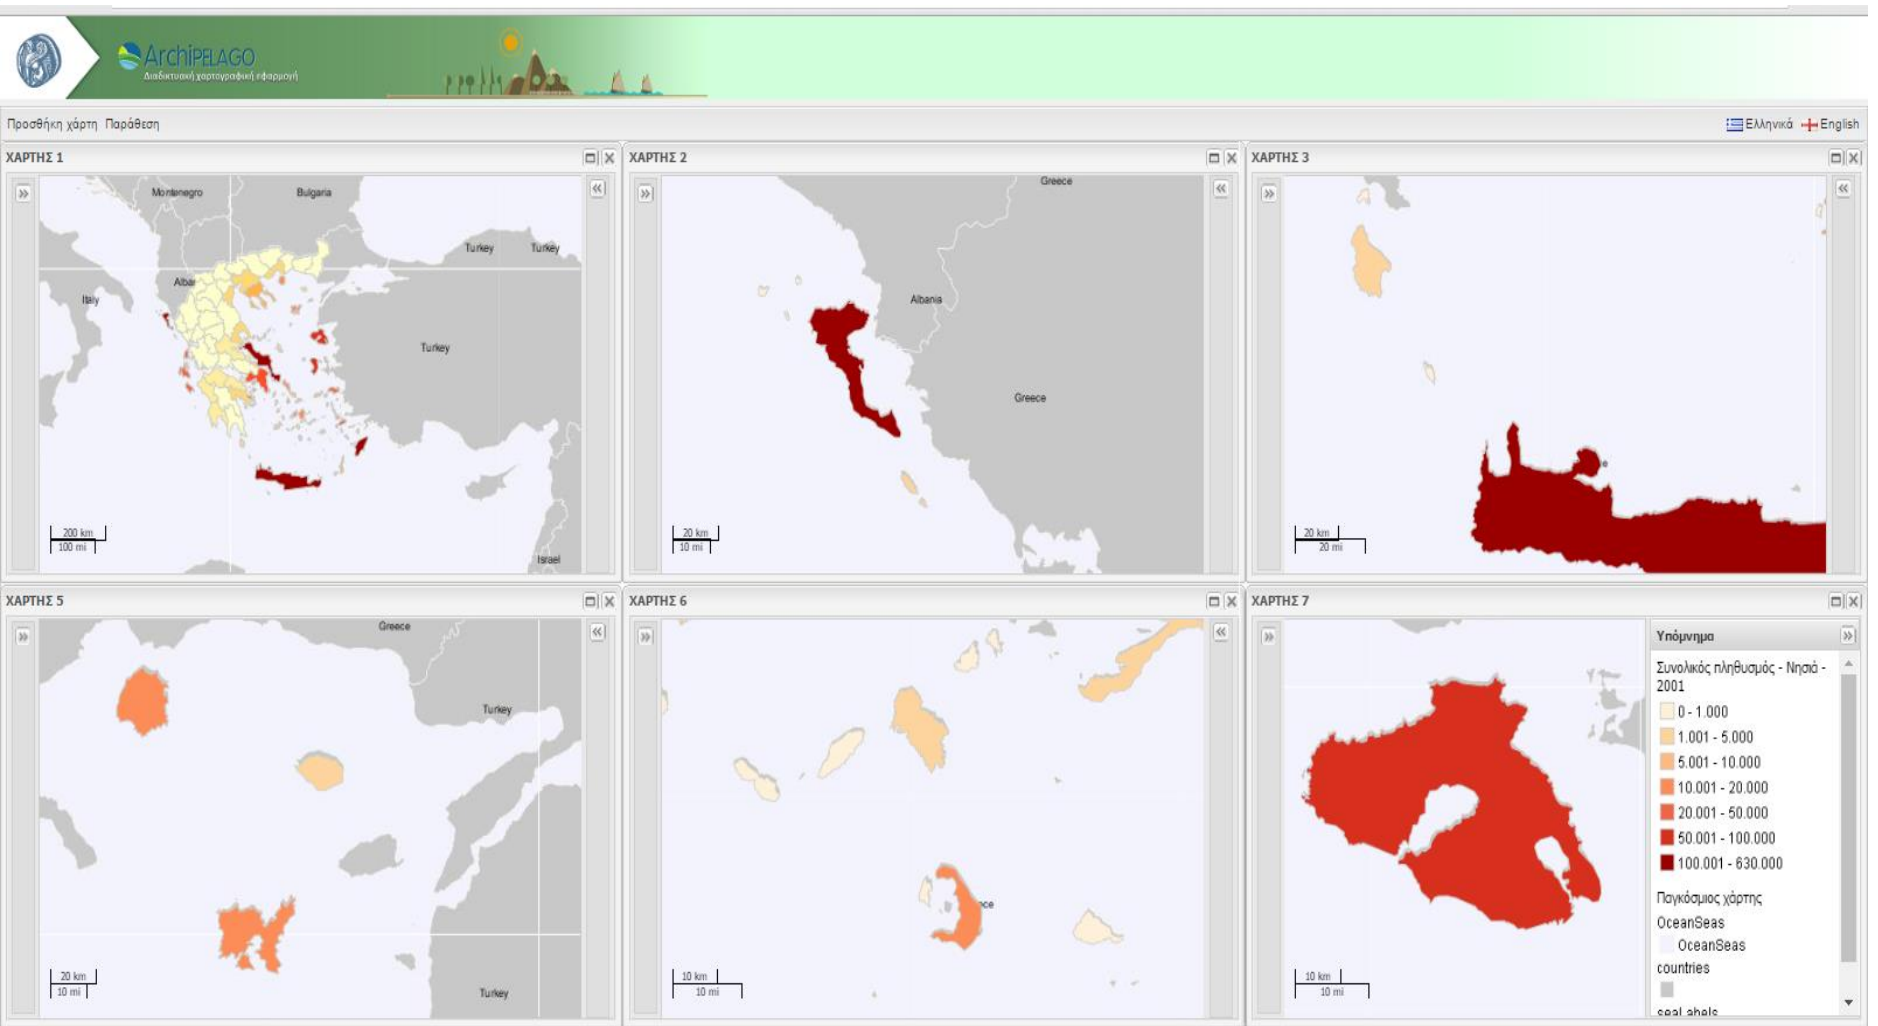 ArchiPELAGO
Διαδικτυακή χαρτογραφική εφαρμογή
Προσθήκη χάρτη Παράθεση
Ελληνικά English
ΧΑΡΤΗΣ 1
Montenegro
Bulgaria
Turkey
Turkey
Alba
Italy
Turkey
200 km
100 mi
Israel
ΧΑΡΤΗΣ 2
Greece
Albania
Greece
20 km
10 mi
ΧΑΡΤΗΣ 3
e
20 km
20 mi
ΧΑΡΤΗΣ 5
Greece
Turkey
20 km
10 mi
Turkey
ΧΑΡΤΗΣ 6
ce
10 km
10 mi
ΧΑΡΤΗΣ 7
10 km
10 mi
Υπόμνημα
Συνολικός πληθυσμός - Νησιά -
2001
0 - 1.000
1.001 - 5.000
5.001 - 10.000
10.001 - 20.000
20.001 - 50.000
50.001 - 100.000
100.001 - 630.000
Παγκόσμιος χάρτης
OceanSeas
OceanSeas
countries
seaLabels